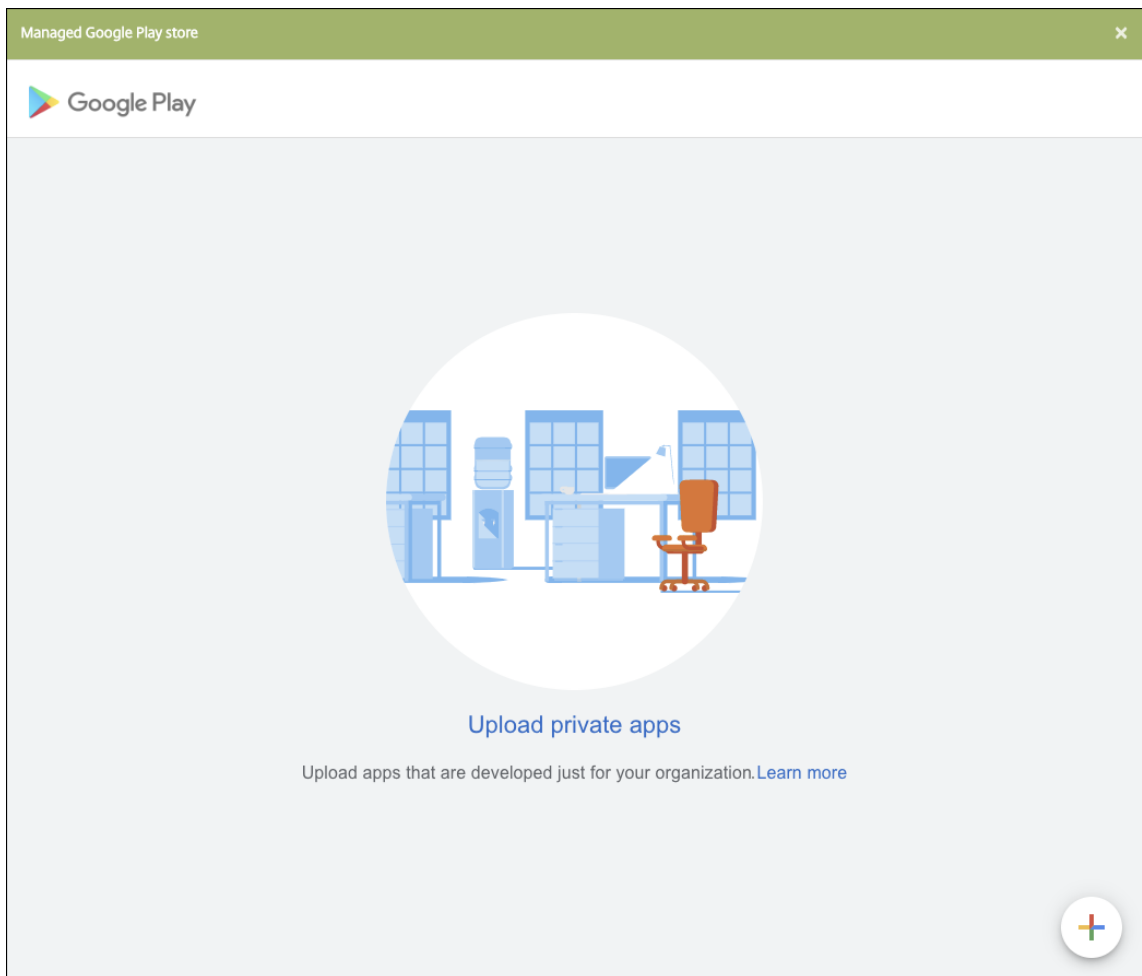 Managed Google Play store
Google Play
Upload private apps
Upload apps that are developed just for your organization. Learn more